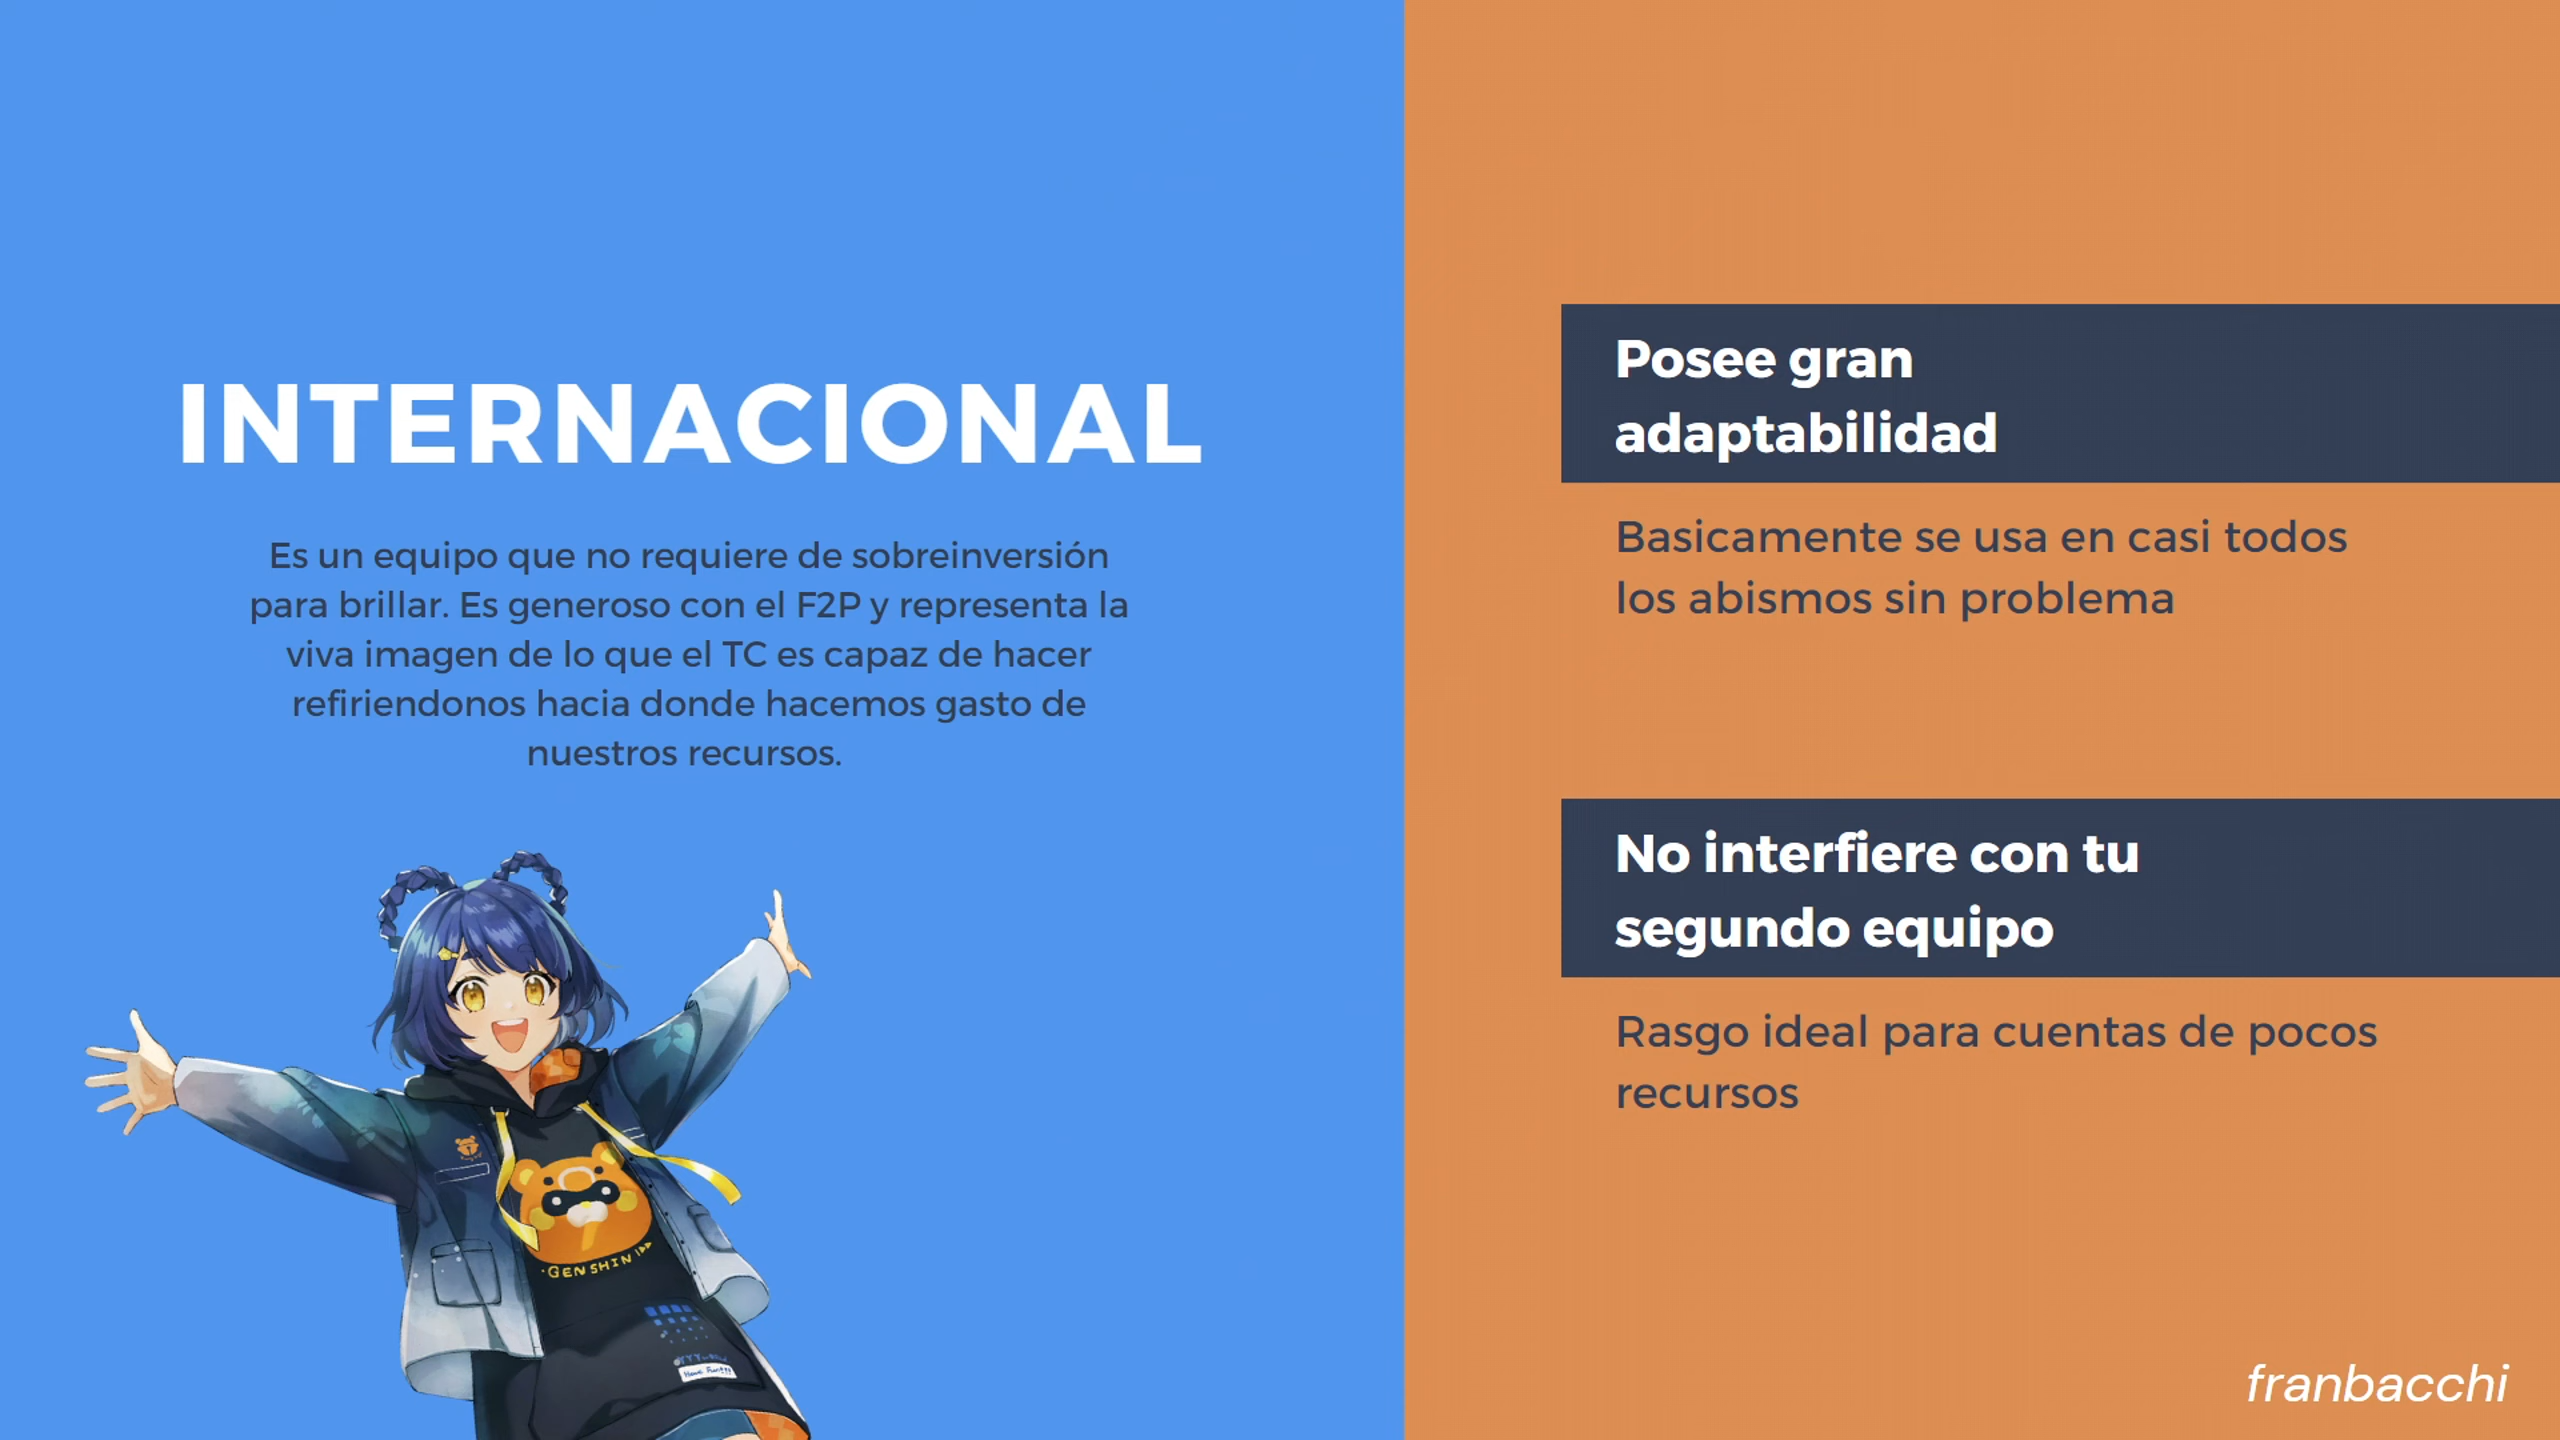 INTERNACIONAL
Es un equipo que no requiere de sobreinversión
para brillar. Es generoso con el F2P y representa la
viva imagen de lo que el TC es capaz de hacer
refiriendonos hacia donde hacemos gasto de
nuestros recursos.
GENSHIN
Posee gran
adaptabilidad
Basicamente se usa en casi todos
los abismos sin problema
No interfiere con tu
segundo equipo
Rasgo ideal para cuentas de pocos
recursos
franbacchi